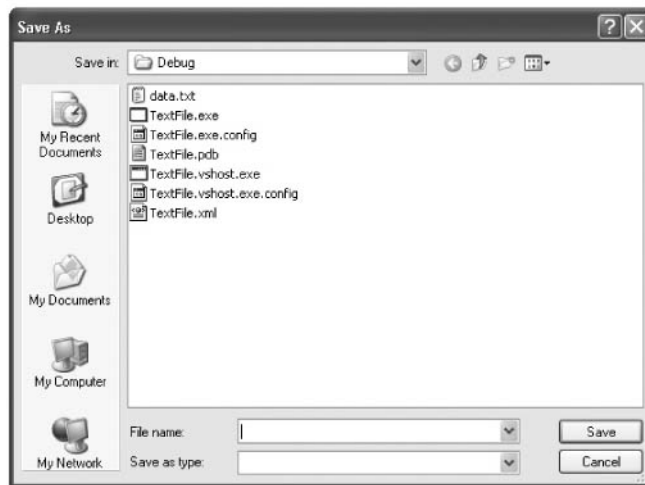 Save As
Save in:
Debug
My Recent
Documents
Desktop
My Documents
My Computer
My Network
data.txt
TextFile.exe
TextFile.exe.config
TextFile.pdb
TextFile.vshost.exe
TextFile.vshost.exe.config
TextFile.xml
File name:
Save
Save as type:
Cancel